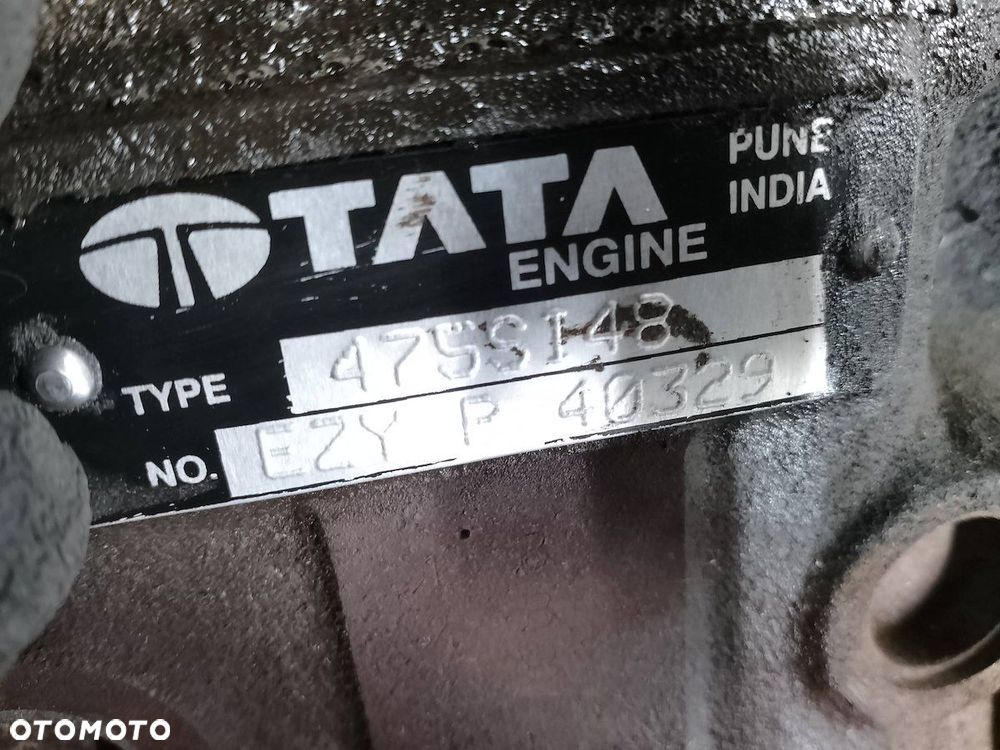 TATA
ENGINE
PUNE
INDIA
TYPE 475SI48
NO. EZY P 40329
OTOMOTO